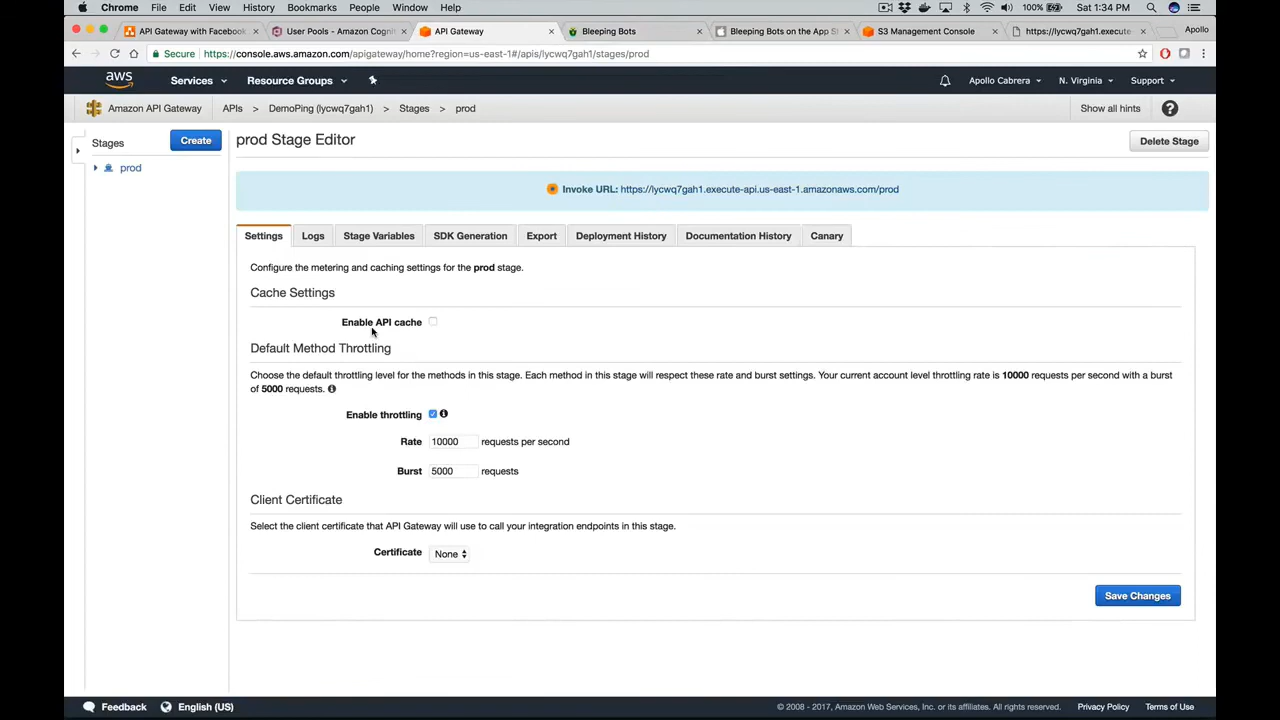 Chrome File Edit View History Bookmarks People Window Help 100% Sat 1:34 PM
API Gateway with Facebook User Pools - Amazon Cogni API Gateway Bleeping Bots Bleeping Bots on the App S S3 Management Console https://lycwq7gah1.execute- Apollo
Secure https://console.aws.amazon.com/apigateway/home?region=us-east-1#/apis/lycwq7gah1/stages/prod
aws Services Resource Groups Apollo Cabrera N. Virginia Support
Amazon API Gateway APIs > DemoPing (lycwq7gah1) > Stages > prod Show all hints ?
Stages Create prod Stage Editor Delete Stage
prod
Invoke URL: https://lycwq7gah1.execute-api.us-east-1.amazonaws.com/prod
Settings Logs Stage Variables SDK Generation Export Deployment History Documentation History Canary
Configure the metering and caching settings for the prod stage.
Cache Settings
Enable API cache
Default Method Throttling
Choose the default throttling level for the methods in this stage. Each method in this stage will respect these rate and burst settings. Your current account level throttling rate is 10000 requests per second with a burst
of 5000 requests.
Enable throttling
Rate 10000 requests per second
Burst 5000 requests
Client Certificate
Select the client certificate that API Gateway will use to call your integration endpoints in this stage.
Certificate None
Save Changes
Feedback English (US) © 2008 - 2017, Amazon Web Services, Inc. or its affiliates. All rights reserved. Privacy Policy Terms of Use